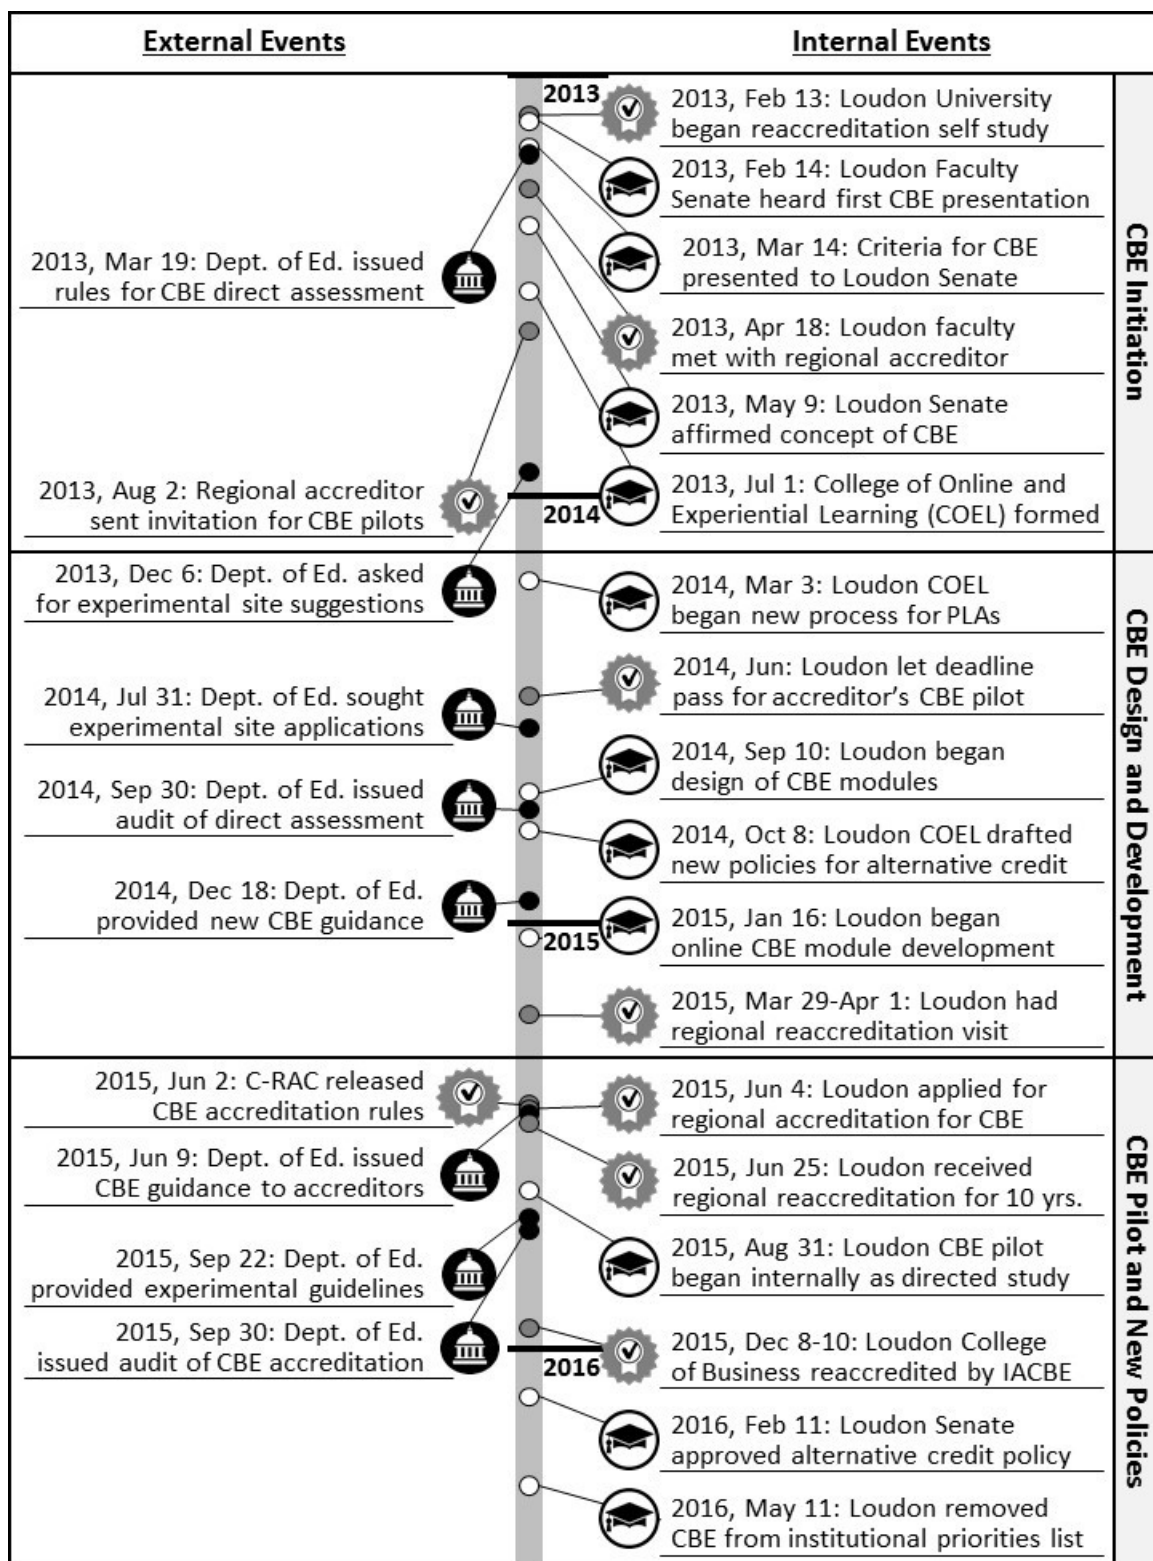 External Events
Internal Events
2013
2013, Feb 13: Loudon University
began reaccreditation self study
2013, Feb 14: Loudon Faculty
Senate heard first CBE presentation
2013, Mar 19: Dept. of Ed. issued
rules for CBE direct assessment
2013, Mar 14: Criteria for CBE
presented to Loudon Senate
2013, Apr 18: Loudon faculty
met with regional accreditor
2013, May 9: Loudon Senate
affirmed concept of CBE
2013, Aug 2: Regional accreditor
sent invitation for CBE pilots
2013, Jul 1: College of Online and
Experiential Learning (COEL) formed
CBE Initiation
2014
2013, Dec 6: Dept. of Ed. asked
for experimental site suggestions
2014, Mar 3: Loudon COEL
began new process for PLAs
2014, Jul 31: Dept. of Ed. sought
experimental site applications
2014, Jun: Loudon let deadline
pass for accreditor's CBE pilot
2014, Sep 10: Loudon began
design of CBE modules
2014, Sep 30: Dept. of Ed. issued
audit of direct assessment
2014, Oct 8: Loudon COEL drafted
new policies for alternative credit
2014, Dec 18: Dept. of Ed.
provided new CBE guidance
2015
2015, Jan 16: Loudon began
online CBE module development
2015, Mar 29-Apr 1: Loudon had
regional reaccreditation visit
CBE Design and Development
2015, Jun 2: C-RAC released
CBE accreditation rules
2015, Jun 4: Loudon applied for
regional accreditation for CBE
2015, Jun 9: Dept. of Ed. issued
CBE guidance to accreditors
2015, Jun 25: Loudon received
regional reaccreditation for 10 yrs.
2015, Sep 22: Dept. of Ed.
provided experimental guidelines
2015, Aug 31: Loudon CBE pilot
began internally as directed study
2015, Sep 30: Dept. of Ed.
issued audit of CBE accreditation
2016
2015, Dec 8-10: Loudon College
of Business reaccredited by IACBE
2016, Feb 11: Loudon Senate
approved alternative credit policy
2016, May 11: Loudon removed
CBE from institutional priorities list
CBE Pilot and New
Policies